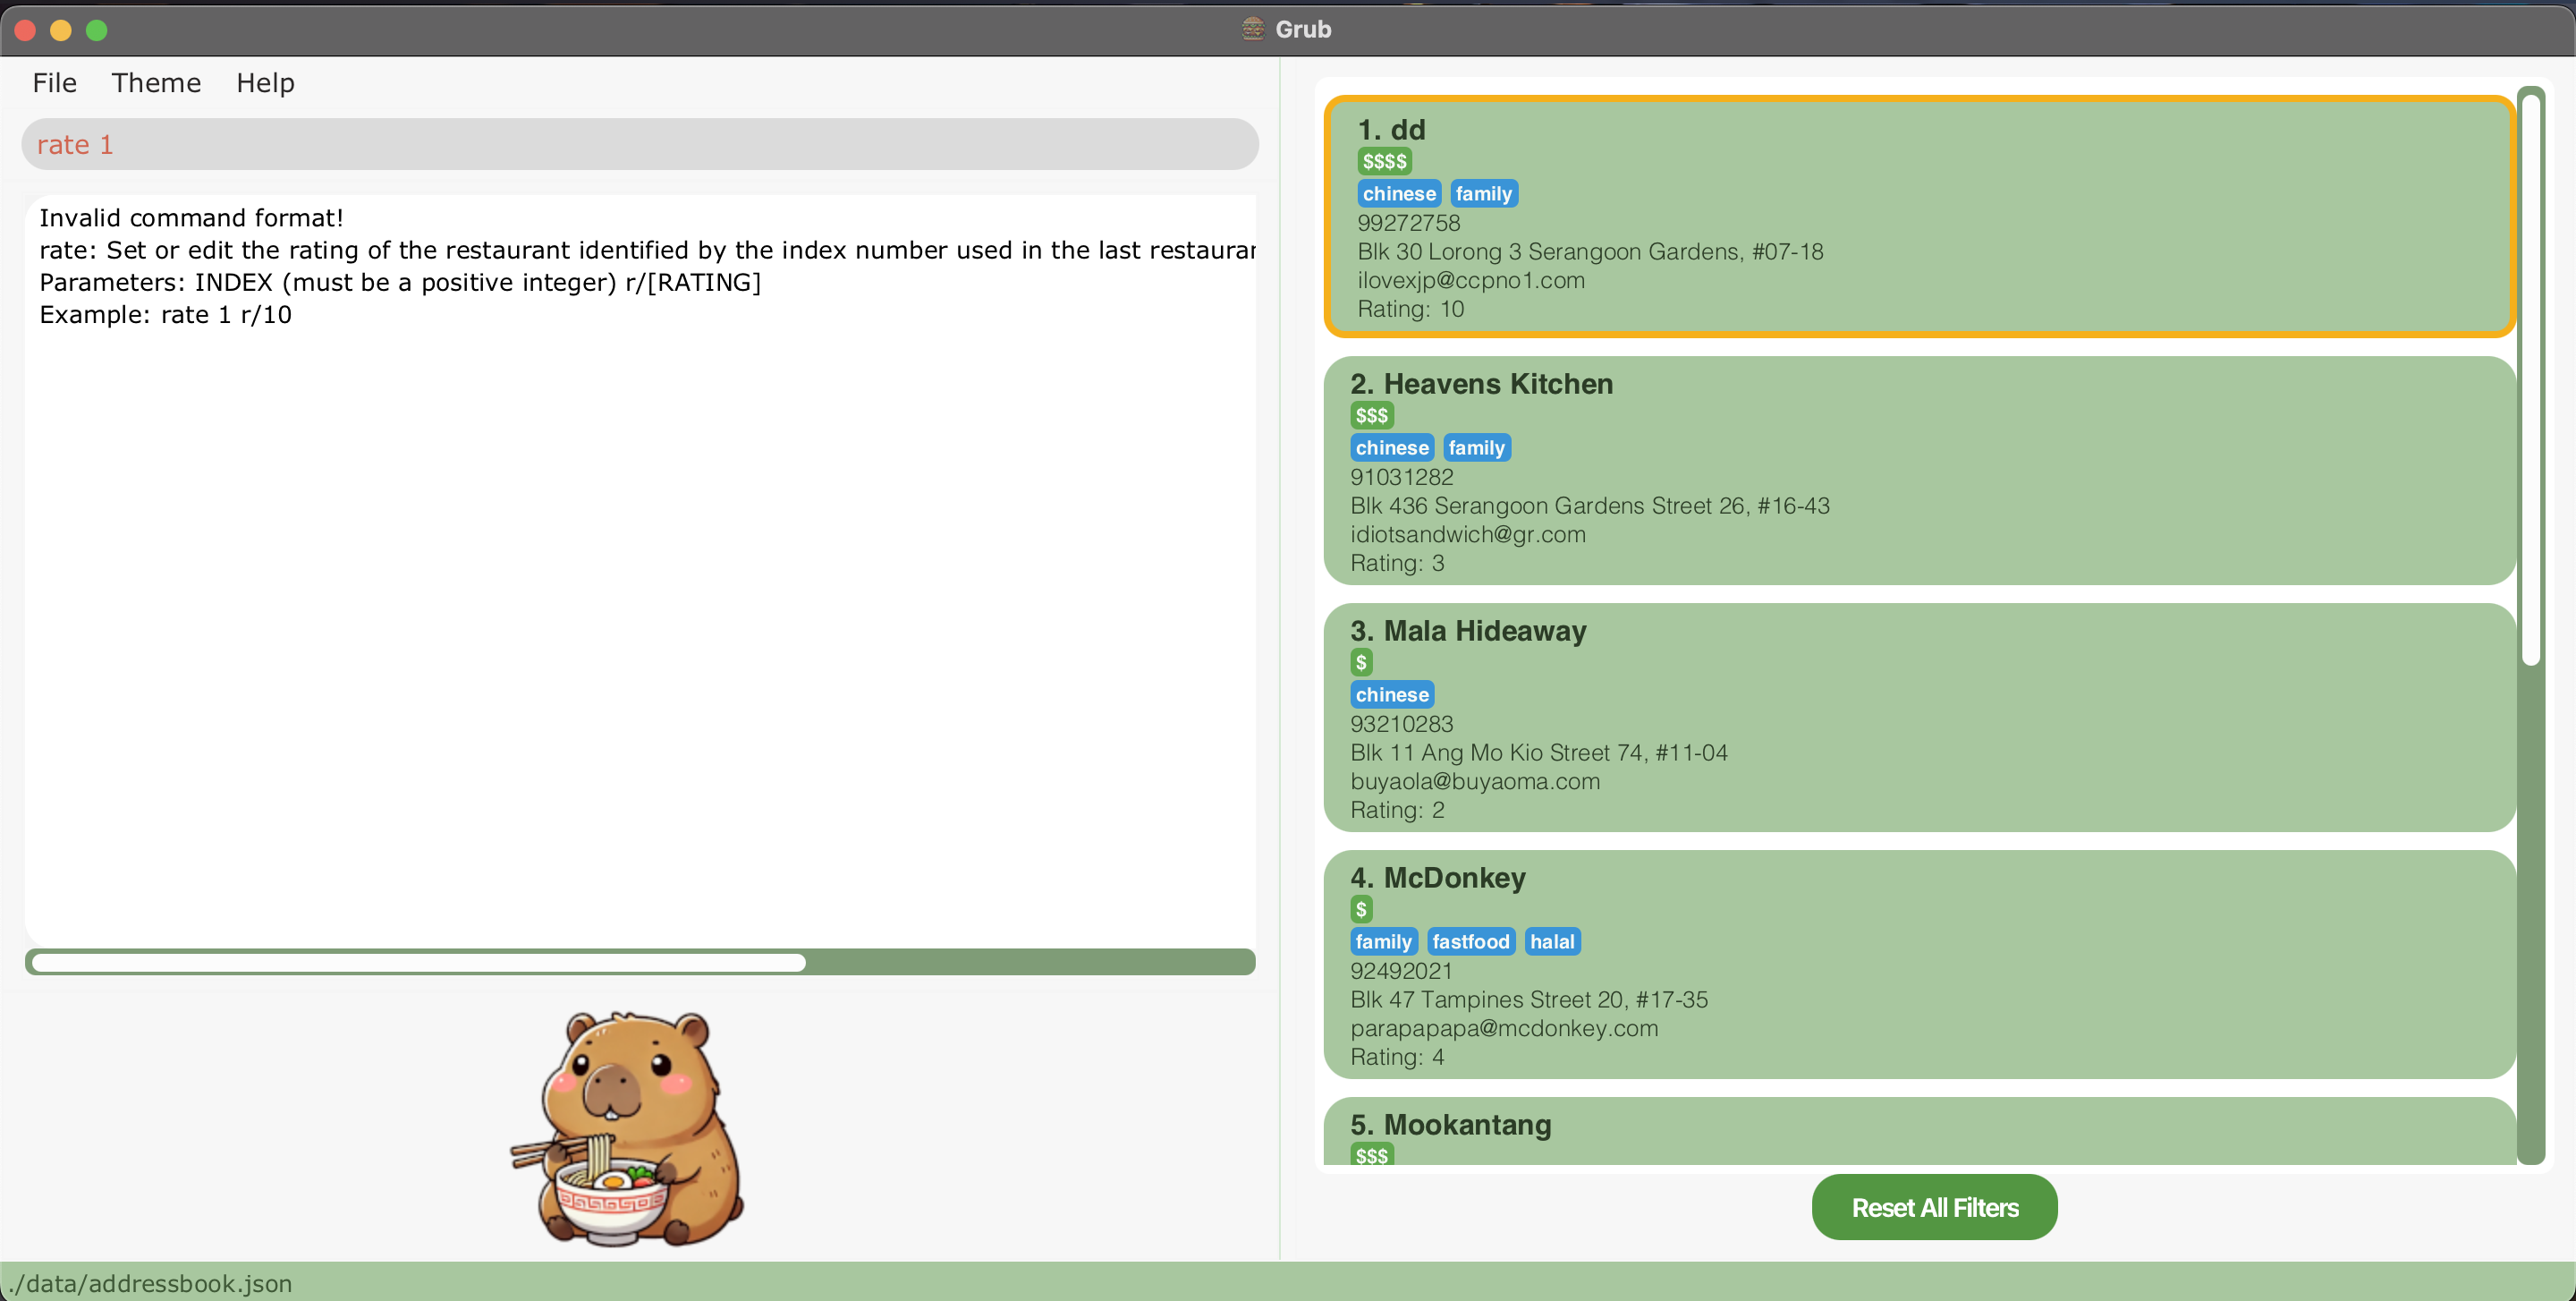 Grub
File Theme Help
rate 1
Invalid command format!
rate: Set or edit the rating of the restaurant identified by the index number used in the last
Parameters: INDEX (must be a positive integer) r/[RATING]
Example: rate 1 r/10
1. dd
$$$$
chinese family
99272758
Blk 30 Lorong 3 Serangoon Gardens, #07-18
ilovexjp@ccpno1.com
Rating: 10
2. Heavens Kitchen
$$$
chinese family
91031282
Blk 436 Serangoon Gardens Street 26, #16-43
idiotsandwich@gr.com
Rating: 3
3. Mala Hideaway
$
chinese
93210283
Blk 11 Ang Mo Kio Street 74, #11-04
buyaola@buyaoma.com
Rating: 2
4. McDonkey
$
family fastfood halal
92492021
Blk 47 Tampines Street 20, #17-35
parapapapa@mcdonkey.com
Rating: 4
5. Mookantang
$$$
Reset All Filters
./data/addressbook.json